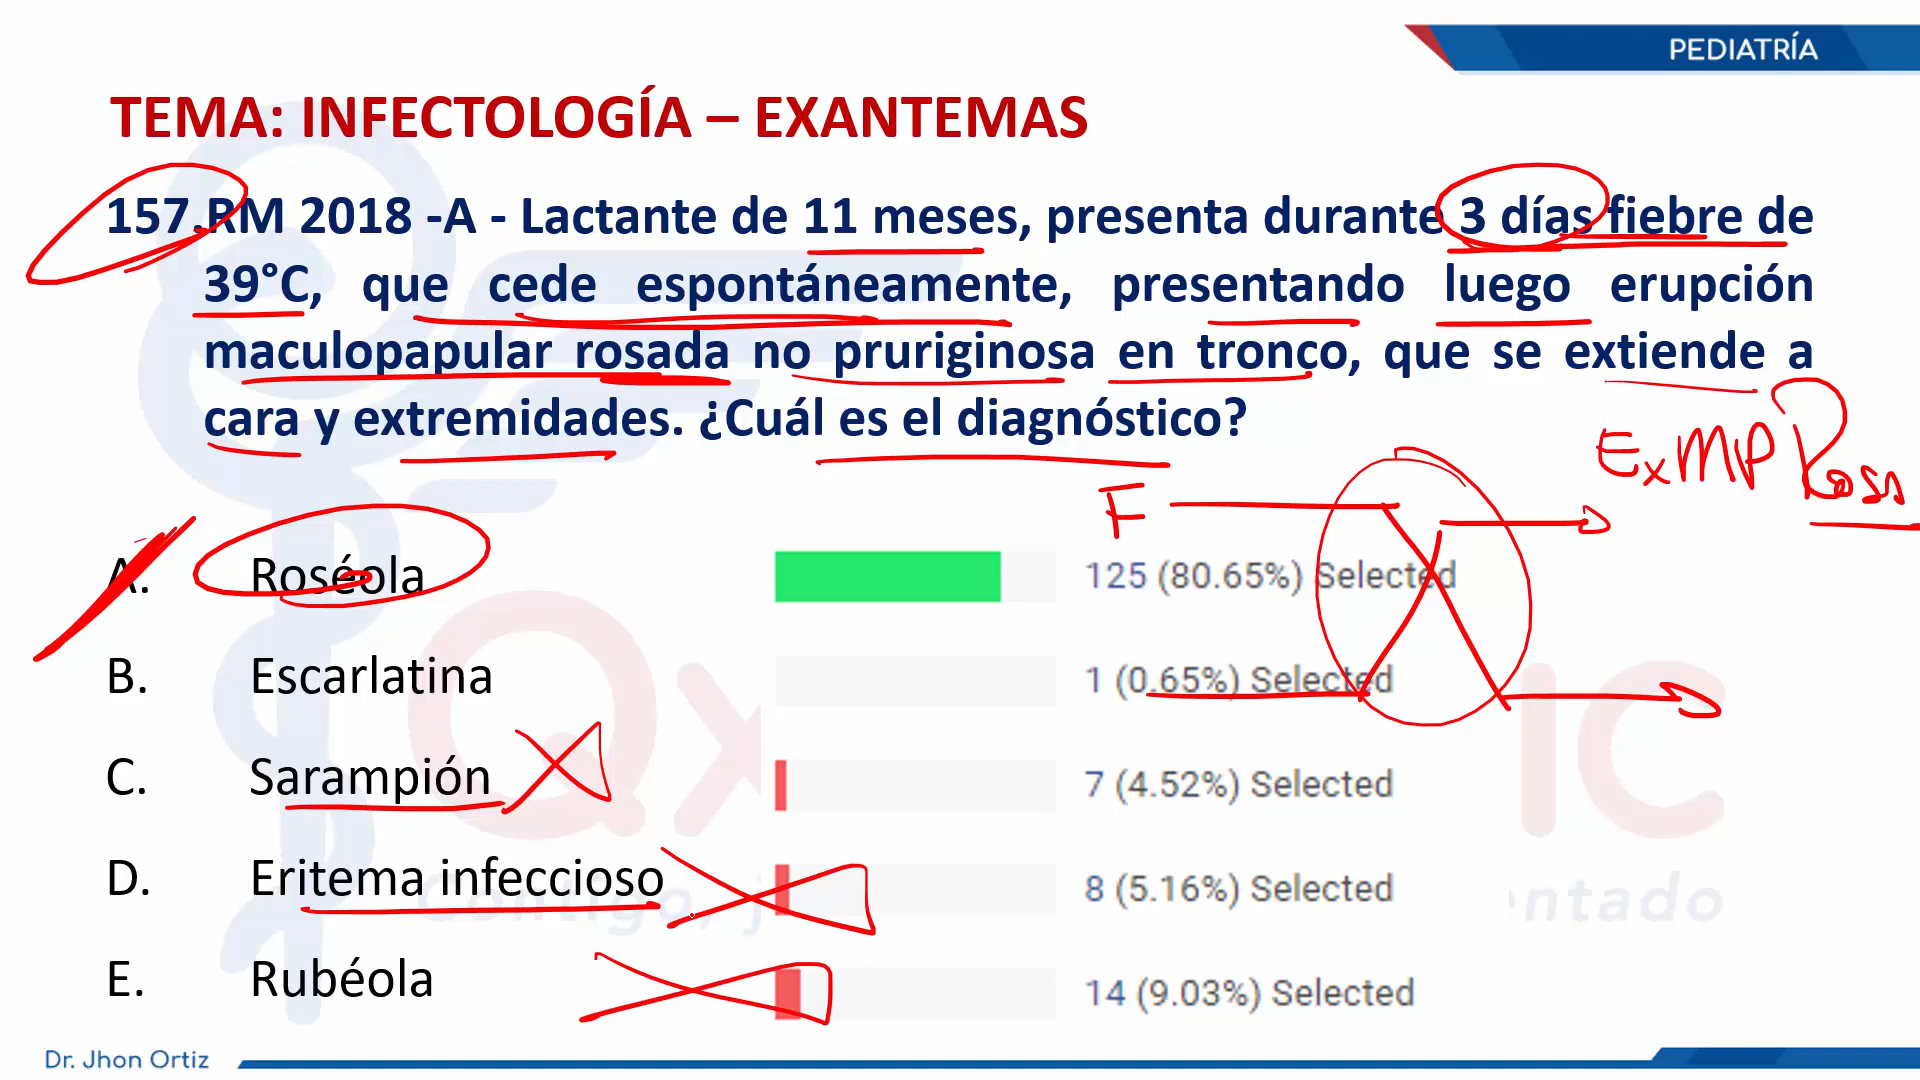 PEDIATRÍA
TEMA: INFECTOLOGÍA – EXANTEMAS
157.RM 2018 -A - Lactante de 11 meses, presenta durante 3 días fiebre de
39°C, que cede espontáneamente, presentando luego erupción
maculopapular rosada no pruriginosa en tronco, que se extiende a
cara y extremidades. ¿Cuál es el diagnóstico?
ExMP Rosa
F
A. Roséola 125 (80.65%) Selected
B. Escarlatina 1 (0.65%) Selected
C. Sarampión 7 (4.52%) Selected
D. Eritema infeccioso 8 (5.16%) Selected
E. Rubéola 14 (9.03%) Selected
Dr. Jhon Ortiz